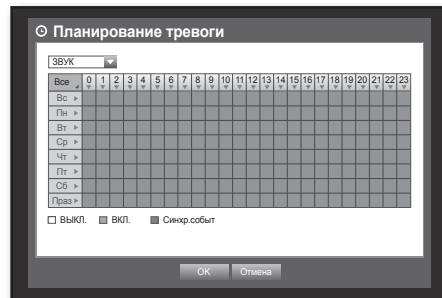 Планирование тревоги
ЗВУК
Все 0 1 2 3 4 5 6 7 8 9 10 11 12 13 14 15 16 17 18 19 20 21 22 23
Вс
Пн
Вт
Ср
Чт
Пт
Сб
Праз
ВЫКЛ. ВКЛ. Синхр.событ
OK Отмена